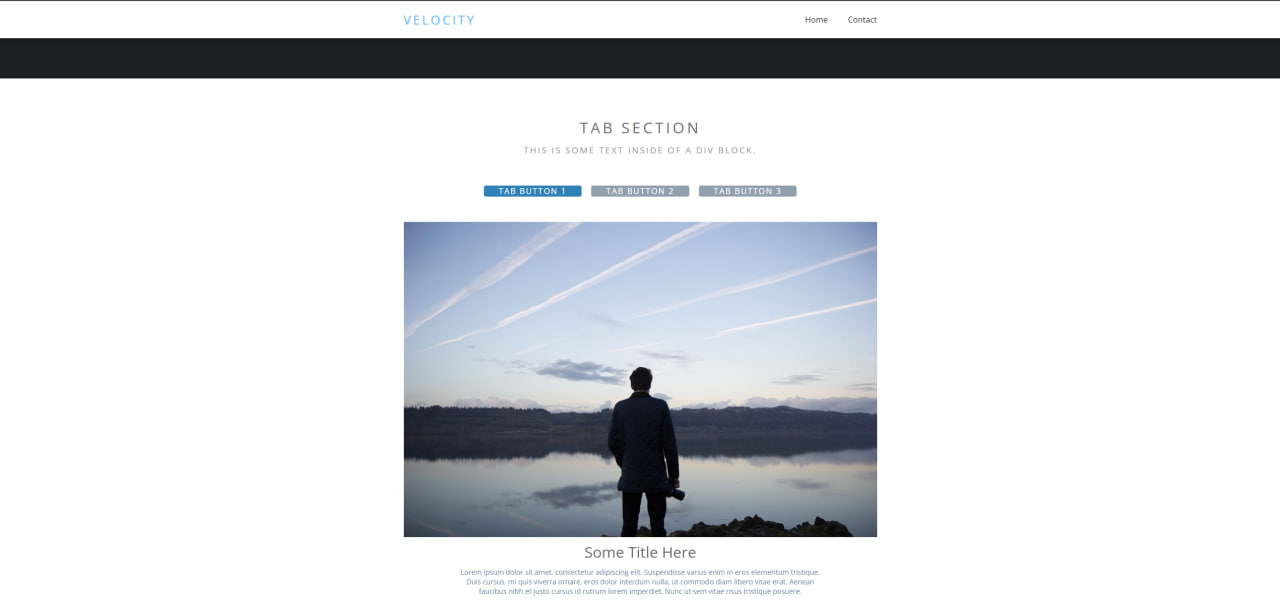 VELOCITY
Home
Contact
TAB SECTION
THIS IS SOME TEXT INSIDE OF A DIV BLOCK.
TAB BUTTON 1
TAB BUTTON 2
TAB BUTTON 3
Some Title Here
Lorem ipsum dolor sit amet, consectetur adipiscing elit. Suspendisse varius enim in eros elementum tristique.
Duis cursus, mi quis viverra ornare, eros dolor interdum nulla, ut commodo diam libero vitae erat. Aenean
faucibus nibh et justo cursus id rutrum lorem imperdiet. Nunc ut sem vitae risus tristique posuere.